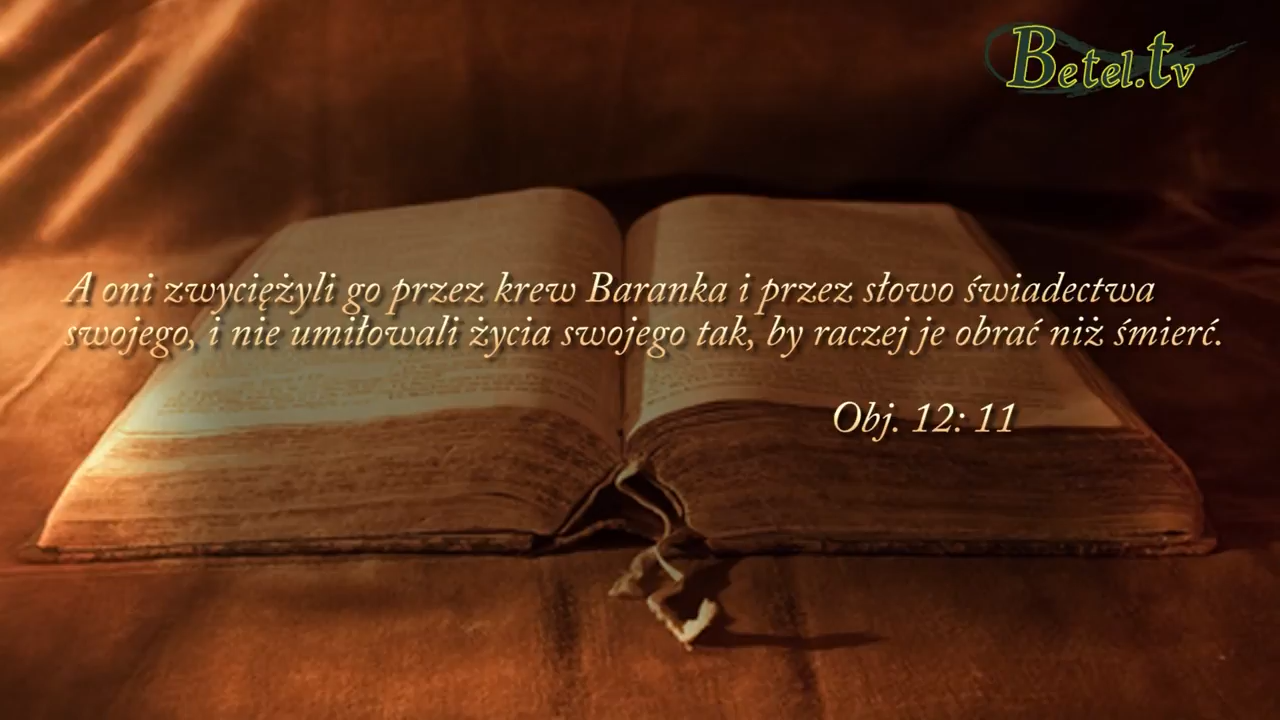 Betel.tv
A oni zwyciężyli go przez krew Baranka i przez słowo świadectwa
swojego, i nie umiłowali życia swojego tak, by raczej je obrać niż śmierć.
Obj. 12: 11